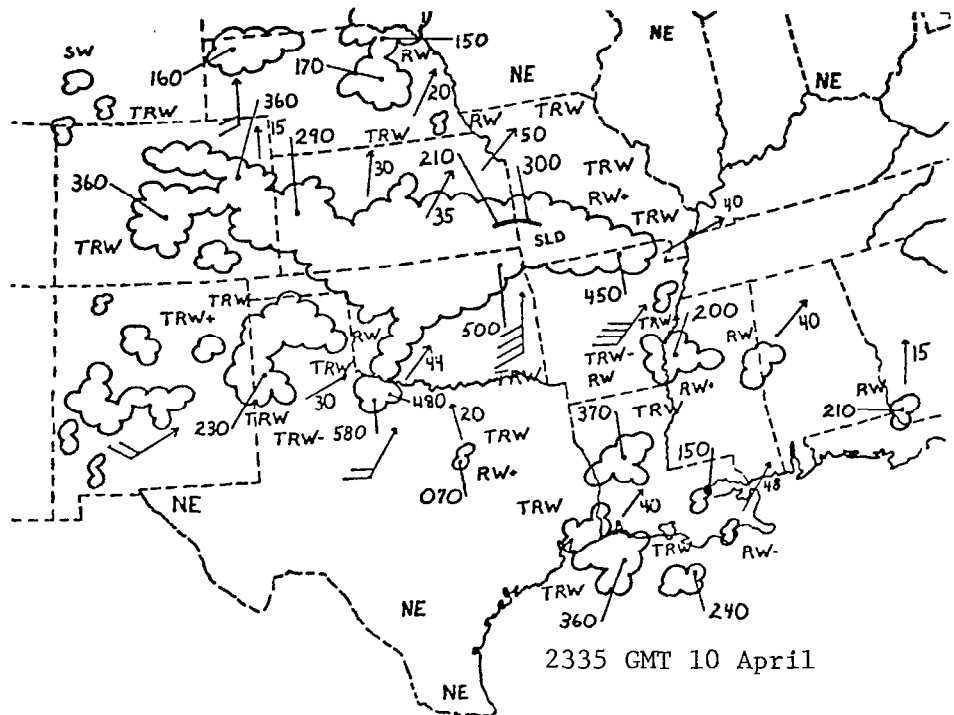 SW
160
150
RW
170
NE
NE
NE
TRW
360
15
290
20
TRW
RW
TRW
50
210
300
TRW
30
35
RW+
TRW
40
360
TRW
SLD
450
500
TRW
TRW+
RW
TRW
30
44
TRW
TRW-
RW
TRW+
200
RW
40
RW+
15
RW
210
230
TRW
TRW-
580
480
20
TRW
RW+
070
370
TRW
150
48
NE
TRW
40
TRW
RW-
TRW
360
240
NE
2335 GMT 10 April
NE